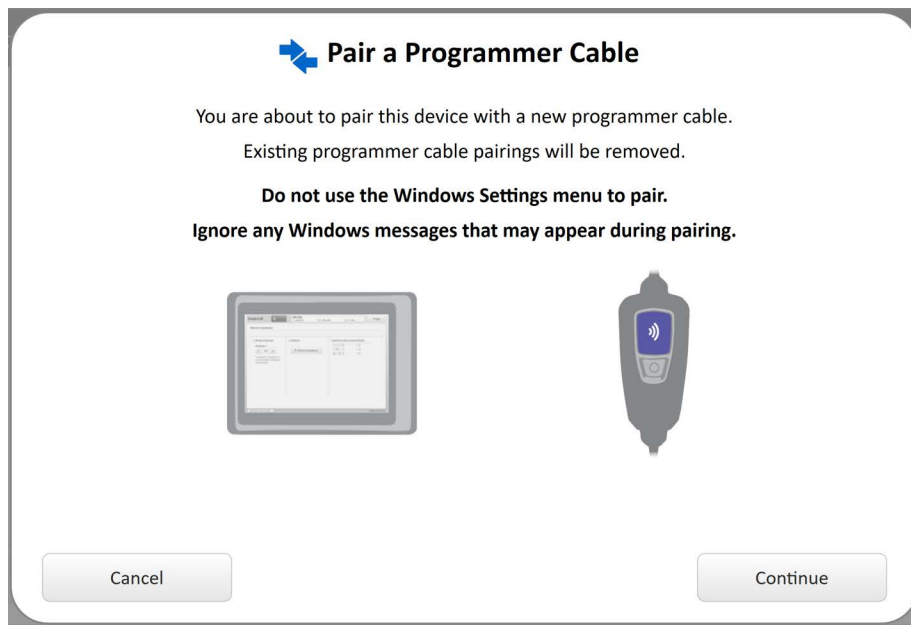 Pair a Programmer Cable
You are about to pair this device with a new programmer cable.
Existing programmer cable pairings will be removed.
Do not use the Windows Settings menu to pair.
Ignore any Windows messages that may appear during pairing.
Cancel
Continue